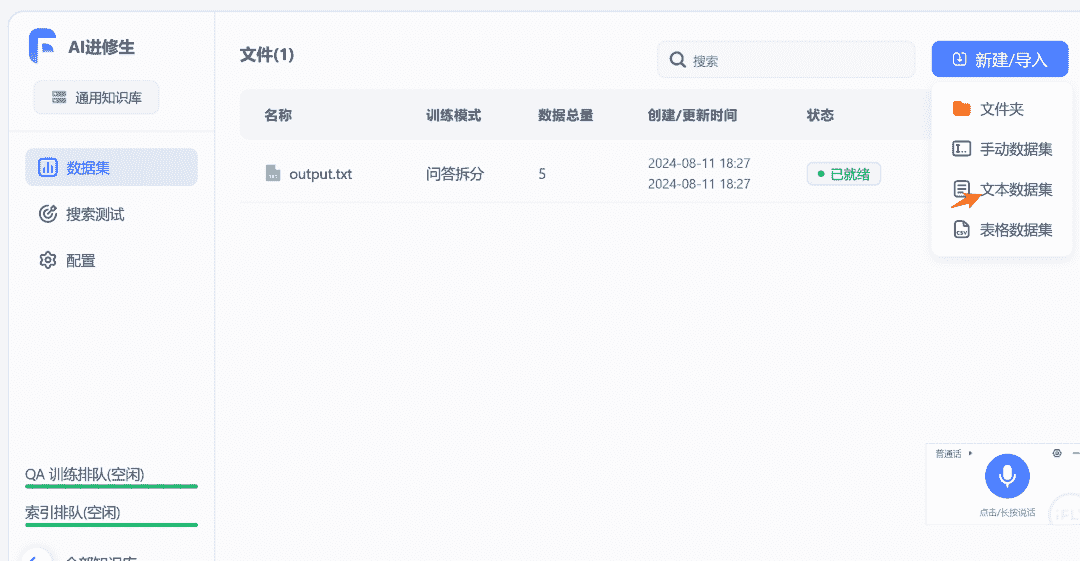 AI进修生
通用知识库
数据集
搜索测试
配置
QA 训练排队(空闲)
索引排队(空闲)
全部知识库
文件(1)
搜索
新建/导入
名称 训练模式 数据总量 创建/更新时间 状态
output.txt 问答拆分 5 2024-08-11 18:27 已就绪
2024-08-11 18:27
文件夹
手动数据集
文本数据集
表格数据集
普通话
点击/长按说话